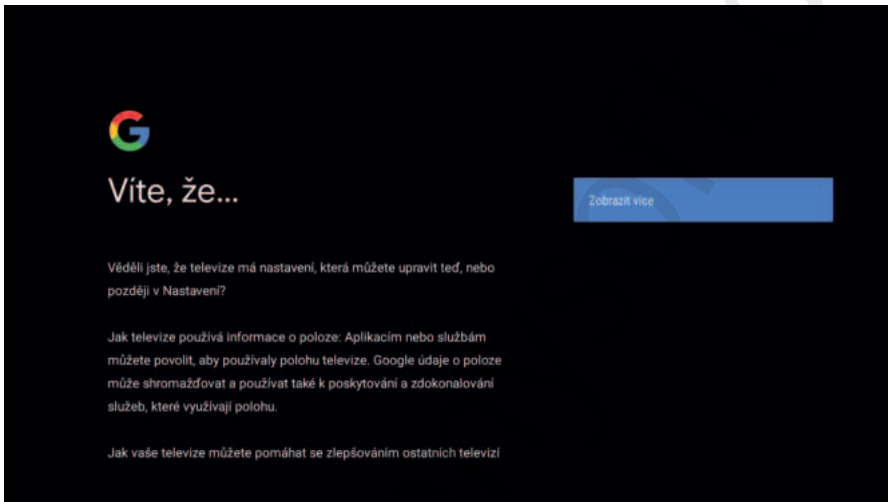 Víte, že...
Zobrazit více
Věděli jste, že televize má nastavení, která můžete upravit teď, nebo
později v Nastavení?
Jak televize používá informace o poloze: Aplikacím nebo službám
můžete povolit, aby používaly polohu televize. Google údaje o poloze
může shromažďovat a používat také k poskytování a zdokonalování
služeb, které využívají polohu.
Jak vaše televize můžete pomáhat se zlepšováním ostatních televizí